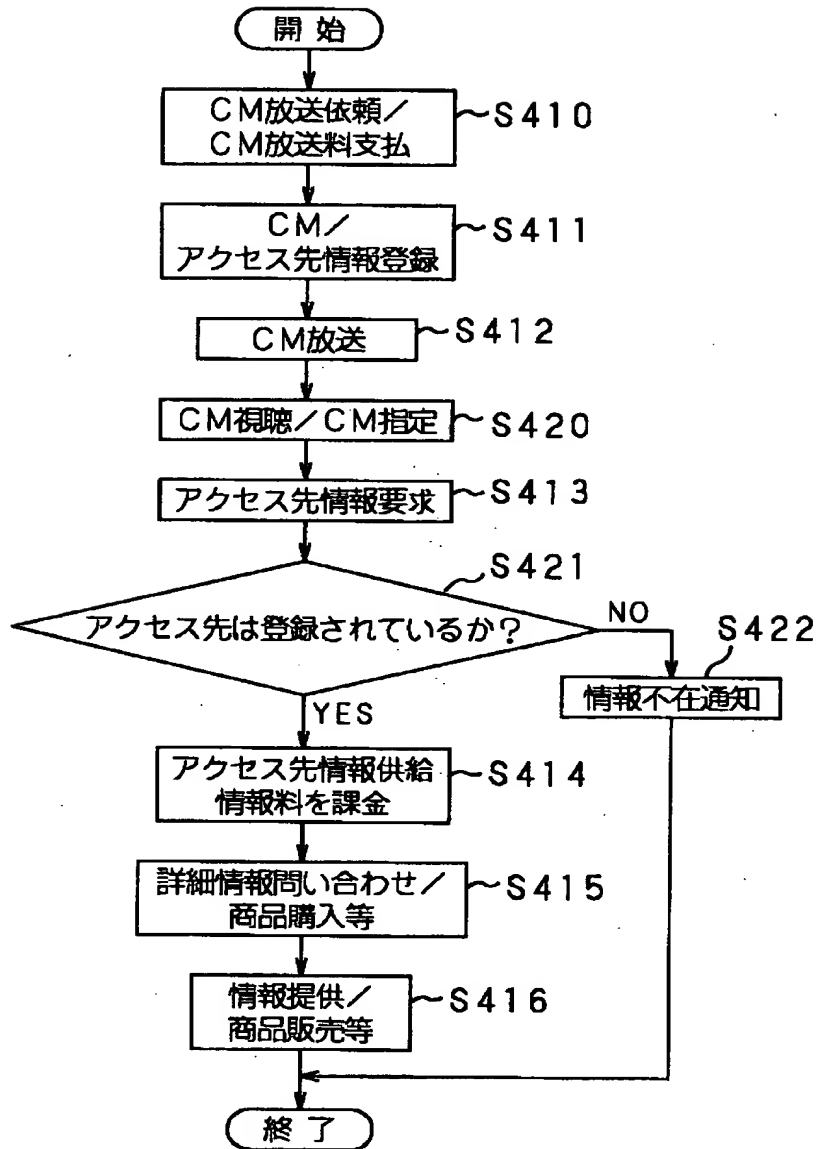 開始
CM放送依頼/
CM放送料支払
S410
CM/
アクセス先情報登録
S411
CM放送
S412
CM視聴/CM指定
S420
アクセス先情報要求
S413
S421
アクセス先は登録されているか?
NO
S422
情報不在通知
YES
アクセス先情報供給
情報料を課金
S414
詳細情報問い合わせ/
商品購入等
S415
情報提供/
商品販売等
S416
終了